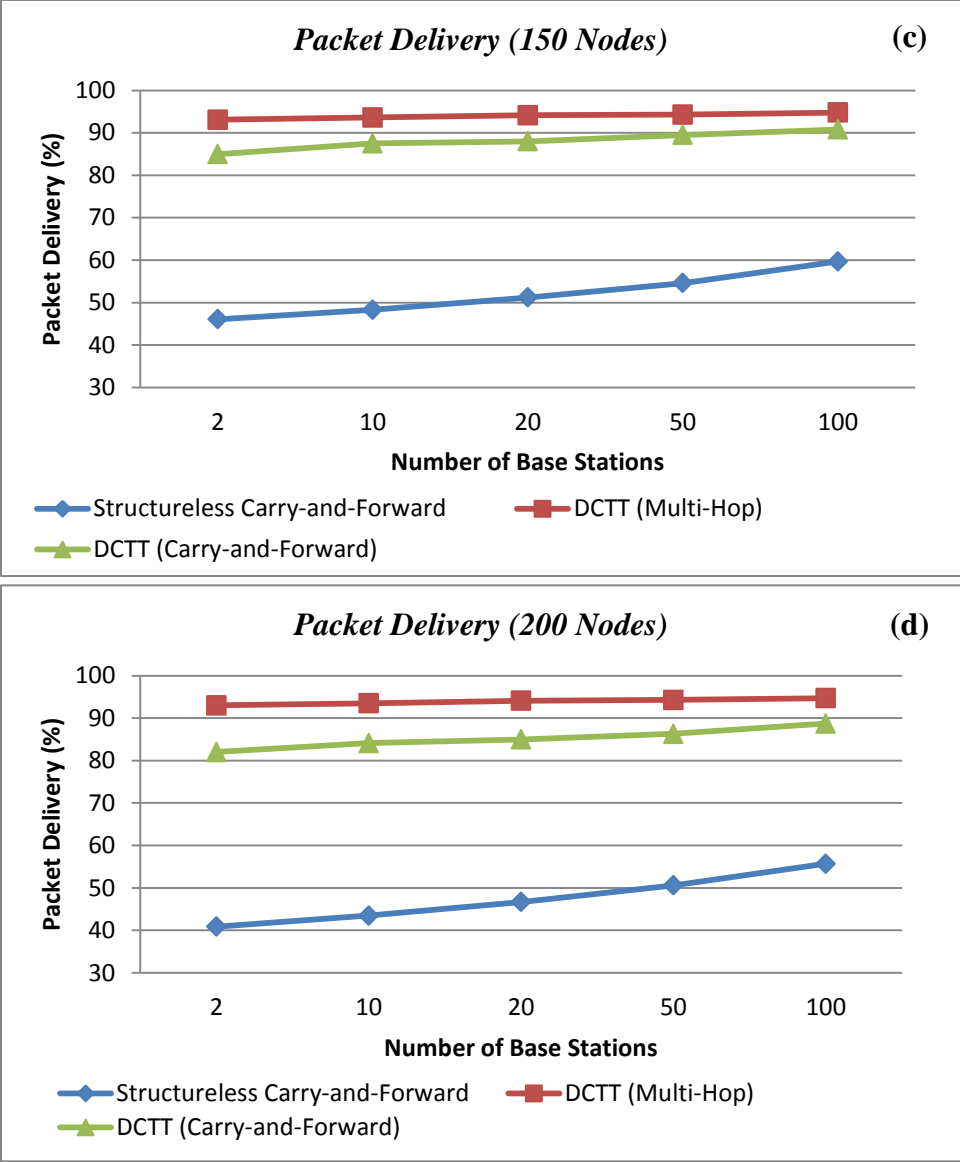 Packet Delivery (150 Nodes)
(c)
100
90
80
70
60
50
40
30
Packet Delivery (%)
2 10 20 50 100
Number of Base Stations
Structureless Carry-and-Forward
DCTT (Multi-Hop)
DCTT (Carry-and-Forward)
Packet Delivery (200 Nodes)
(d)
100
90
80
70
60
50
40
30
Packet Delivery (%)
2 10 20 50 100
Number of Base Stations
Structureless Carry-and-Forward
DCTT (Multi-Hop)
DCTT (Carry-and-Forward)